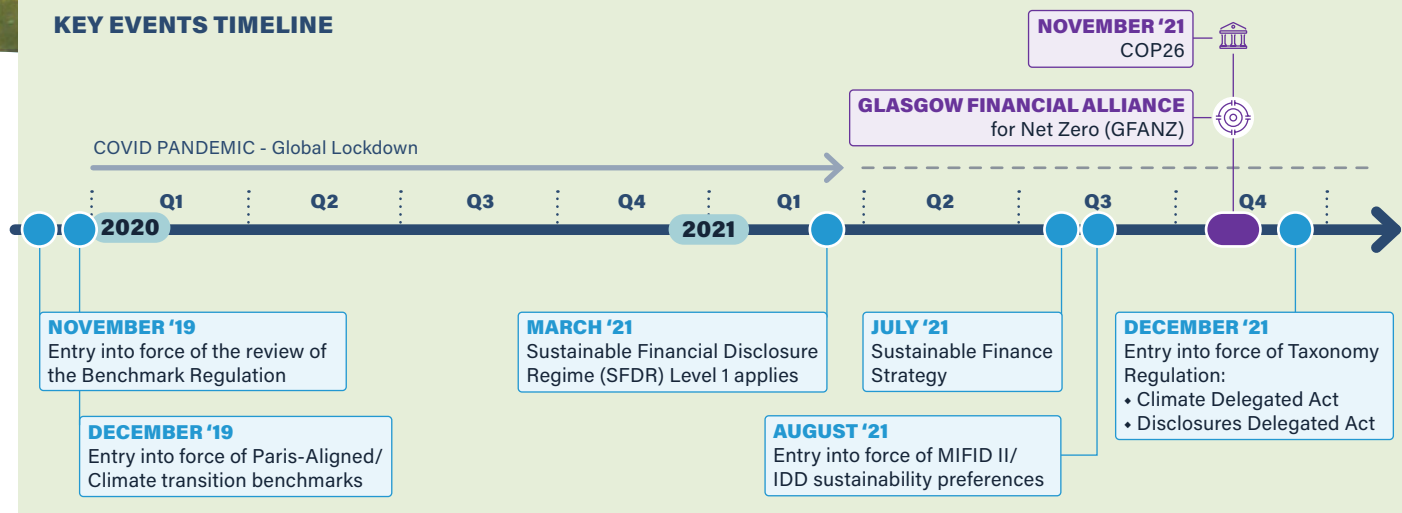 KEY EVENTS TIMELINE
NOVEMBER ‘21
COP26
GLASGOW FINANCIAL ALLIANCE
for Net Zero (GFANZ)
COVID PANDEMIC - Global Lockdown
Q1 Q2 Q3 Q4 Q1 Q2 Q3 Q4
2020 2021
NOVEMBER ‘19
Entry into force of the review of
the Benchmark Regulation
DECEMBER ‘19
Entry into force of Paris-Aligned/
Climate transition benchmarks
MARCH ‘21
Sustainable Financial Disclosure
Regime (SFDR) Level 1 applies
JULY ‘21
Sustainable Finance
Strategy
AUGUST ‘21
Entry into force of MIFID II/
IDD sustainability preferences
DECEMBER ‘21
Entry into force of Taxonomy
Regulation:
• Climate Delegated Act
• Disclosures Delegated Act